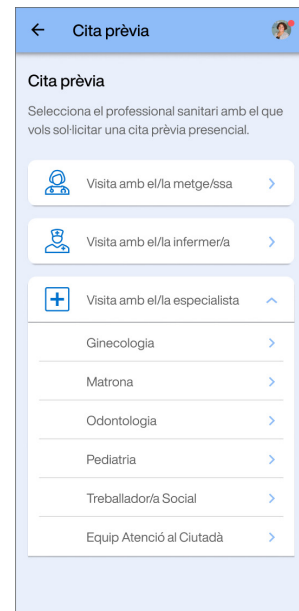 Cita prèvia
Cita prèvia
Selecciona el professional sanitari amb el que
vols sol·licitar una cita prèvia presencial.
Visita amb el/la metge/ssa
Visita amb el/la infermer/a
Visita amb el/la especialista
Ginecologia
Matrona
Odontologia
Pediatria
Treballador/a Social
Equip Atenció al Ciutadà